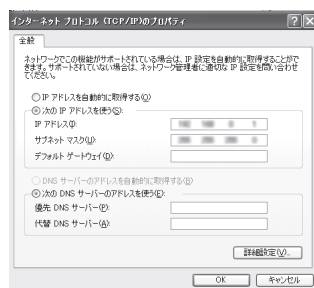 インターネット プロトコル (TCP/IP)のプロパティ
全般
ネットワークでこの機能がサポートされている場合は、IP 設定を自動的に取得することがで
きます。サポートされていない場合は、ネットワーク管理者に適切な IP 設定を問い合わせ
てください。
IP アドレスを自動的に取得する(O)
次の IP アドレスを使う(S):
IP アドレス(I):
サブネット マスク(U):
デフォルト ゲートウェイ(D):
DNS サーバーのアドレスを自動的に取得する(B)
次の DNS サーバーのアドレスを使う(E):
優先 DNS サーバー(P):
代替 DNS サーバー(A):
詳細設定(V)...
OK キャンセル